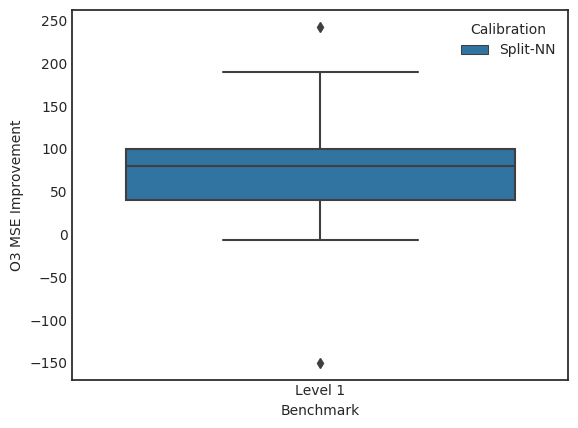 Calibration
Split-NN
O3 MSE Improvement
250
200
150
100
50
0
−50
−100
−150
Level 1
Benchmark